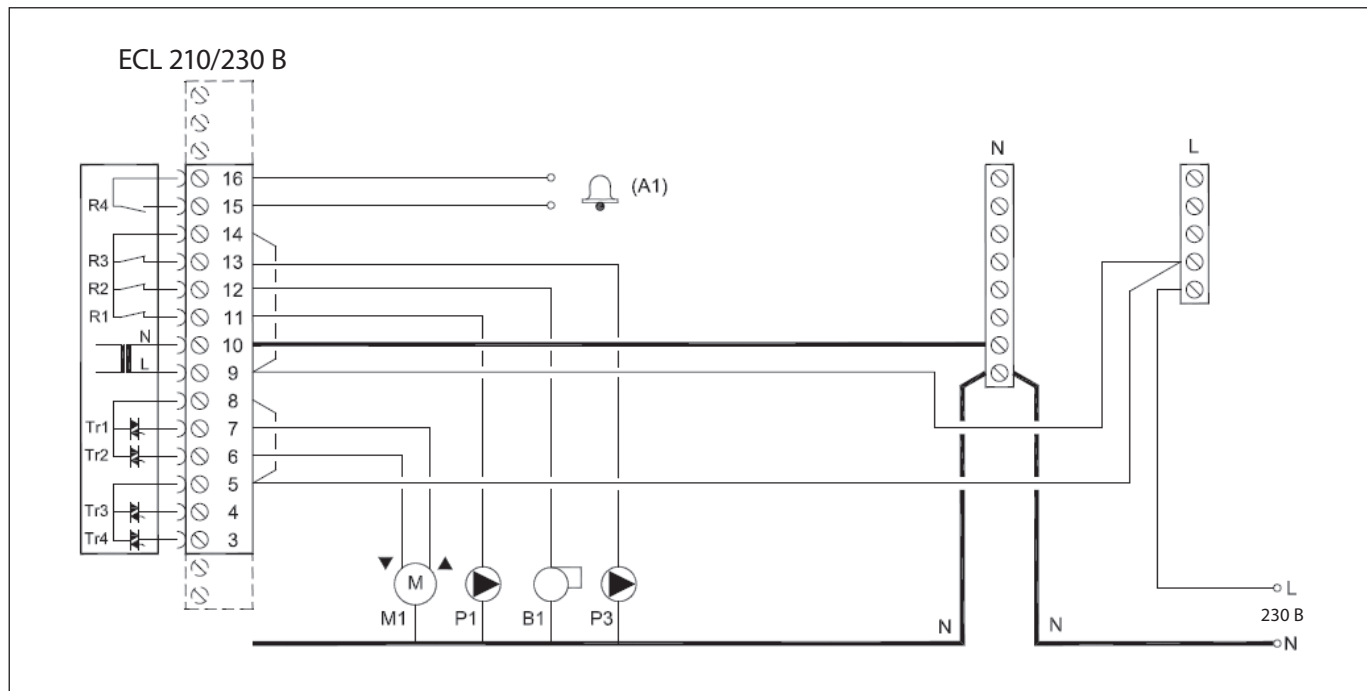 ECL 210/230 B
N L
16
(A1)
R4 15
14
R3 13
R2 12
R1 11
N 10
L 9
8
Tr1 7
Tr2 6
5
Tr3 4
Tr4 3
M
M1 P1 B1 P3
L
230 B
N N N